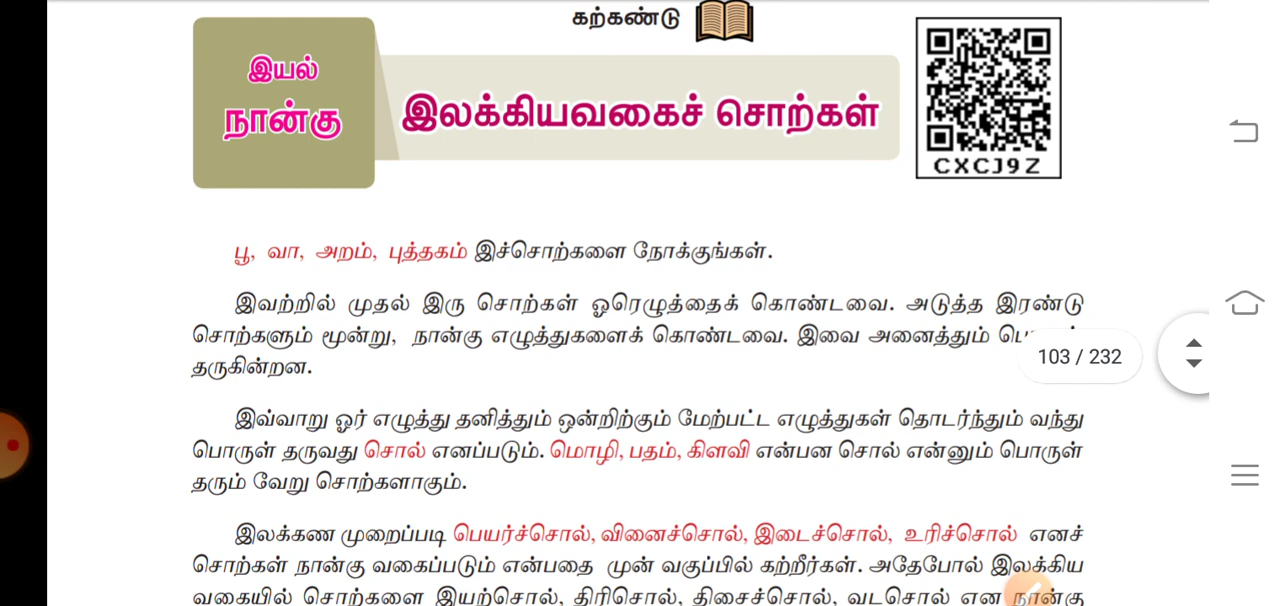 கற்கண்டு
இயல்
நான்கு
இலக்கியவகைச் சொற்கள்
CXCJ9Z
பூ, வா, அறம், புத்தகம் இச்சொற்களை நோக்குங்கள்.
இவற்றில் முதல் இரு சொற்கள் ஓரெழுத்தைக் கொண்டவை. அடுத்த இரண்டு
சொற்களும் மூன்று, நான்கு எழுத்துகளைக் கொண்டவை. இவை அனைத்தும்
103 / 232
தருகின்றன.
இவ்வாறு ஓர் எழுத்து தனித்தும் ஒன்றிற்கும் மேற்பட்ட எழுத்துகள் தொடர்ந்தும் வந்து
பொருள் தருவது சொல் எனப்படும். மொழி, பதம், கிளவி என்பன சொல் என்னும் பொருள்
தரும் வேறு சொற்களாகும்.
இலக்கண முறைப்படி பெயர்ச்சொல், வினைச்சொல், இடைச்சொல், உரிச்சொல் எனச்
சொற்கள் நான்கு வகைப்படும் என்பதை முன் வகுப்பில் கற்றீர்கள். அதேபோல் இலக்கிய
வகையில் சொற்களை இயற்சொல், திரிசொல், திசைச்சொல், வடசொல் என நான்கு